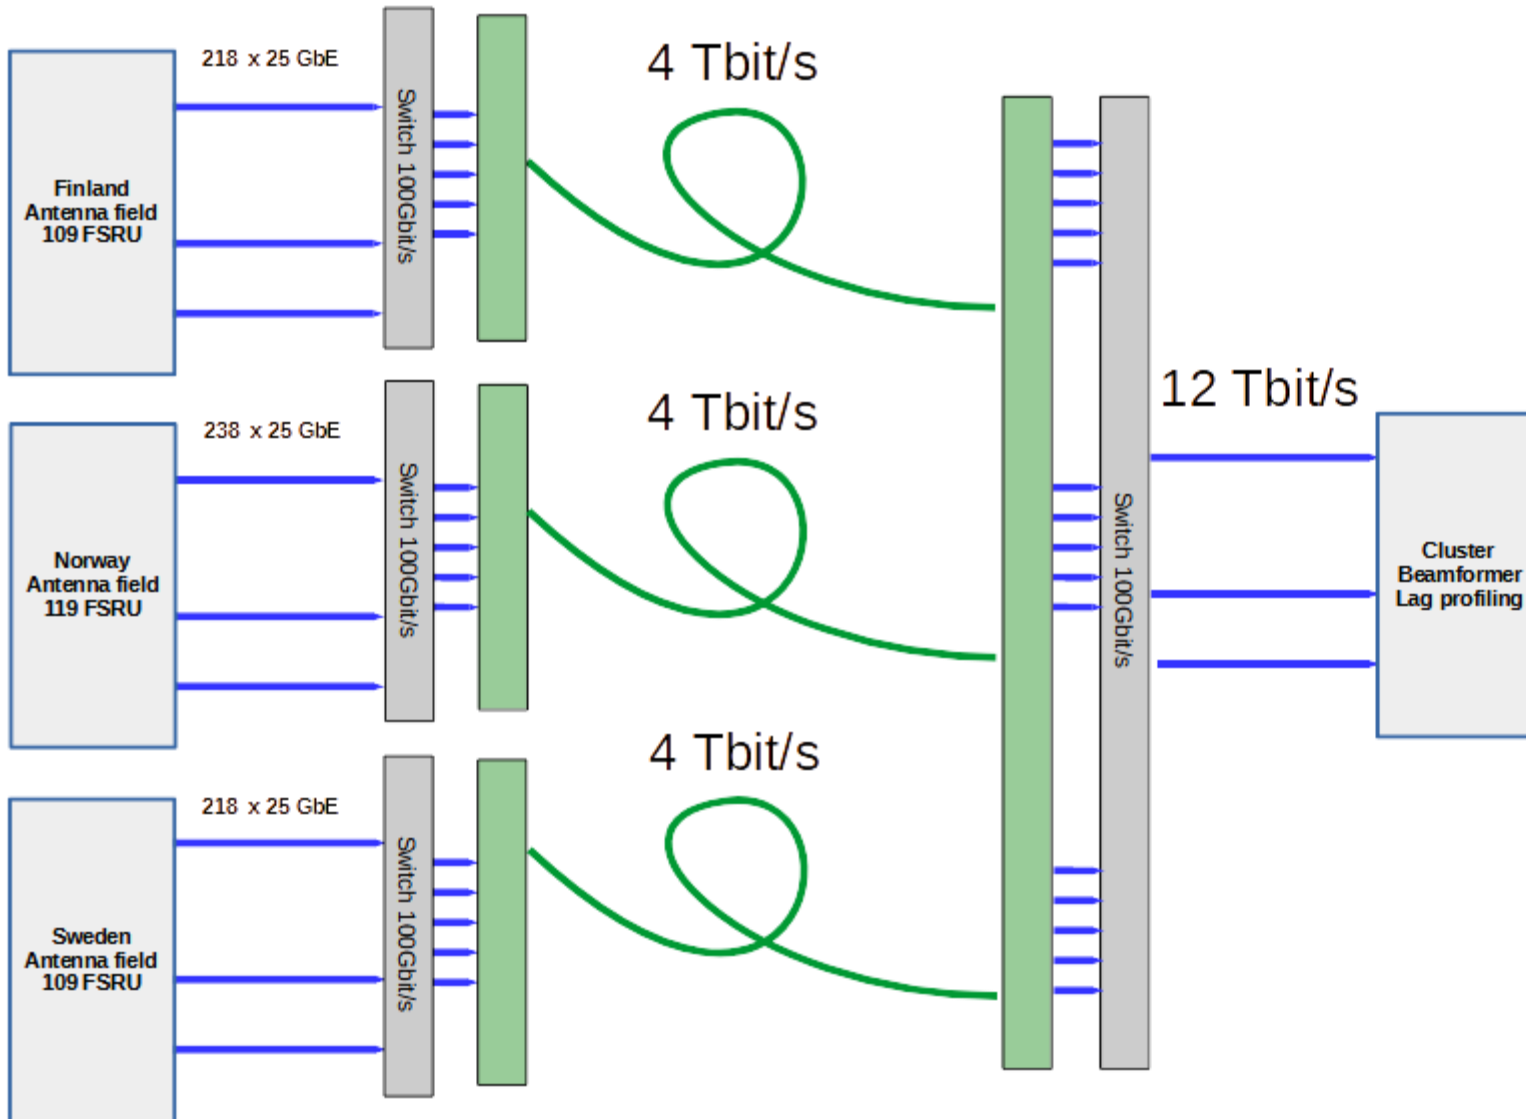 218 x 25 GbE
Finland
Antenna field
109 FSRU
Switch 100Gbit/s
4 Tbit/s
238 x 25 GbE
Norway
Antenna field
119 FSRU
Switch 100Gbit/s
4 Tbit/s
218 x 25 GbE
Sweden
Antenna field
109 FSRU
Switch 100Gbit/s
4 Tbit/s
Switch 100Gbit/s
12 Tbit/s
Cluster
Beamformer
Lag profiling